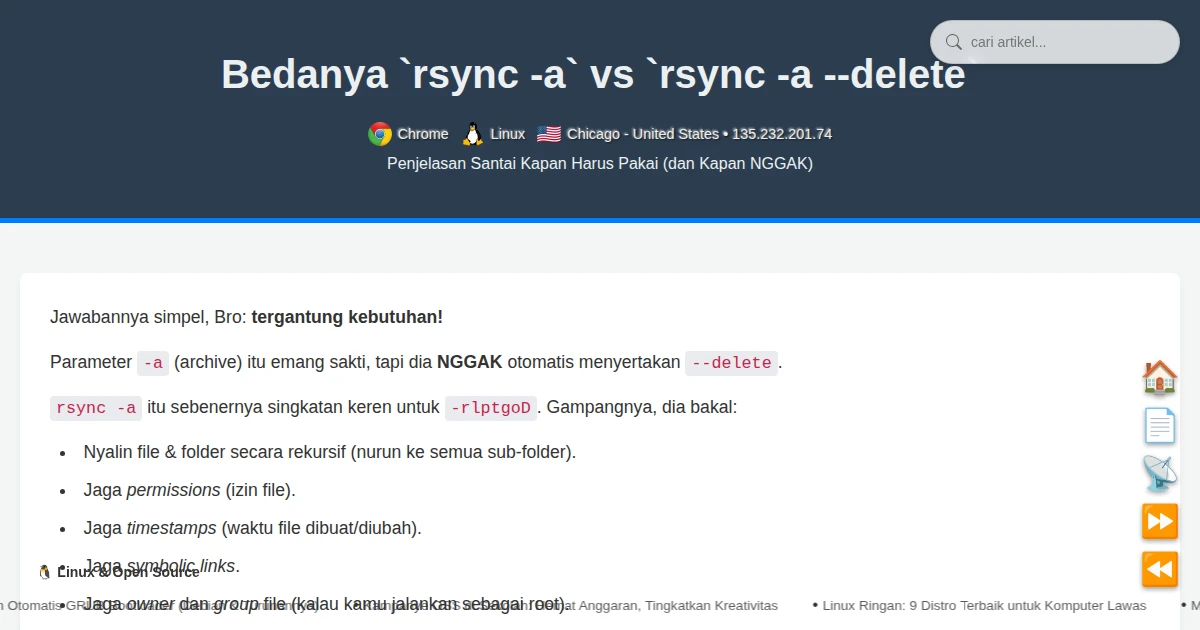 cari artikel...
Bedanya `rsync -a` vs `rsync -a --delete`
Chrome Linux Chicago - United States • 135.232.201.74
Penjelasan Santai Kapan Harus Pakai (dan Kapan NGGAK)
Jawabannya simpel, Bro: tergantung kebutuhan!
Parameter -a (archive) itu emang sakti, tapi dia NGGAK otomatis menyertakan --delete.
rsync -a itu sebenernya singkatan keren untuk -rlptgoD. Gampangnya, dia bakal:
• Nyalin file & folder secara rekursif (nurun ke semua sub-folder).
• Jaga permissions (izin file).
• Jaga timestamps (waktu file dibuat/diubah).
• Jaga symbolic links.
Linux & Open Source
• Jaga owner dan group file (kalau kamu jalankan sebagai root).
Otomatis GRUB Anggaran, Tingkatkan Kreativitas • Linux Ringan: 9 Distro Terbaik untuk Komputer Lawas •